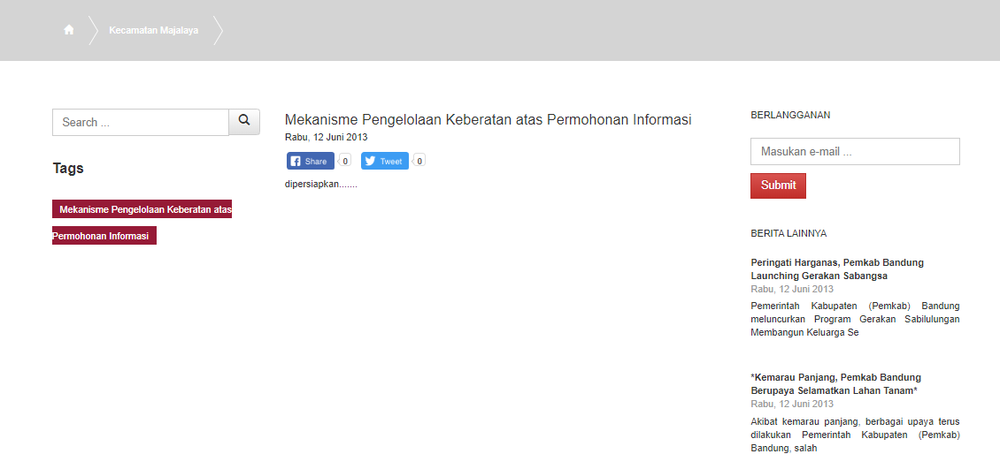 Kecamatan Majalaya
Search ...
Tags
Mekanisme Pengelolaan Keberatan atas
Permohonan Informasi
Mekanisme Pengelolaan Keberatan atas Permohonan Informasi
Rabu, 12 Juni 2013
Share 0 Tweet 0
dipersiapkan.......
BERLANGGANAN
Masukan e-mail ...
Submit
BERITA LAINNYA
Peringati Harganas, Pemkab Bandung
Launching Gerakan Sabangsa
Rabu, 12 Juni 2013
Pemerintah Kabupaten (Pemkab) Bandung
meluncurkan Program Gerakan Sabilulungan
Membangun Keluarga Se
*Kemarau Panjang, Pemkab Bandung
Berupaya Selamatkan Lahan Tanam*
Rabu, 12 Juni 2013
Akibat kemarau panjang, berbagai upaya terus
dilakukan Pemerintah Kabupaten (Pemkab)
Bandung, salah